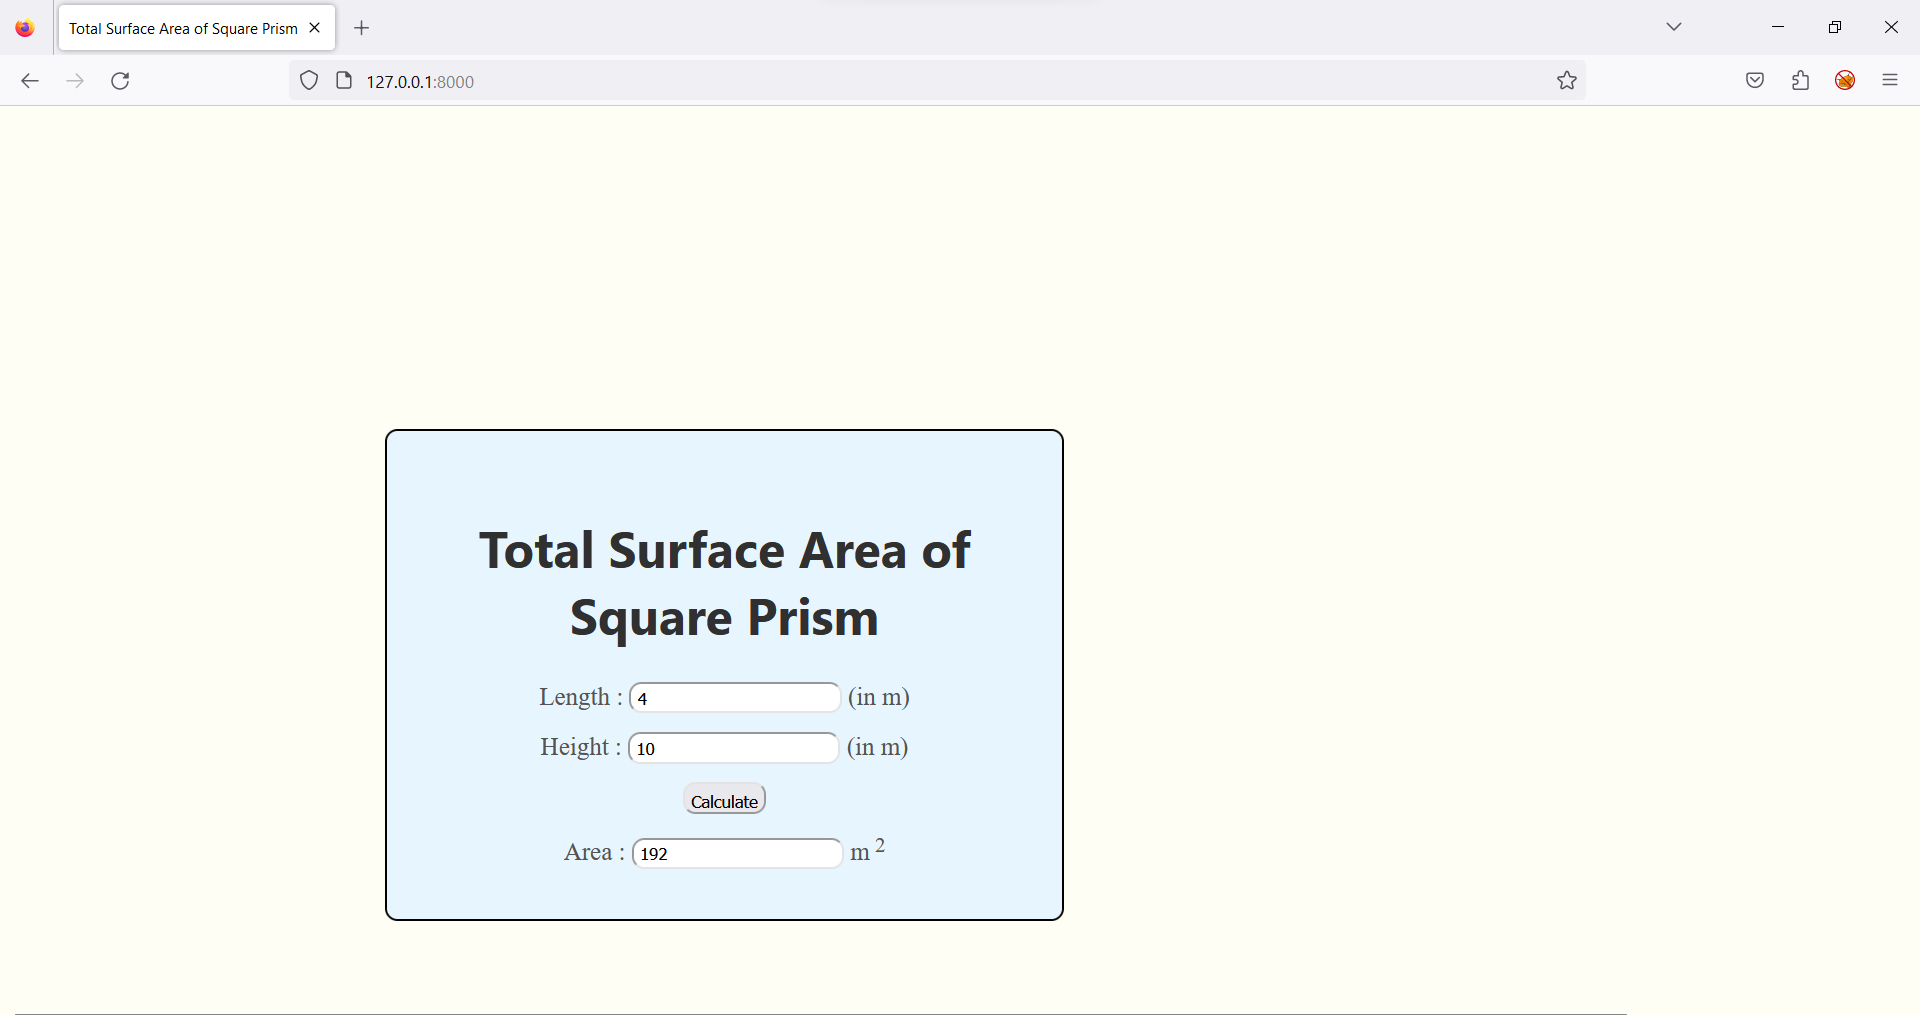 Total Surface Area of Square Prism
127.0.0.1:8000
Total Surface Area of
Square Prism
Length : 4 (in m)
Height : 10 (in m)
Calculate
Area : 192 m 2